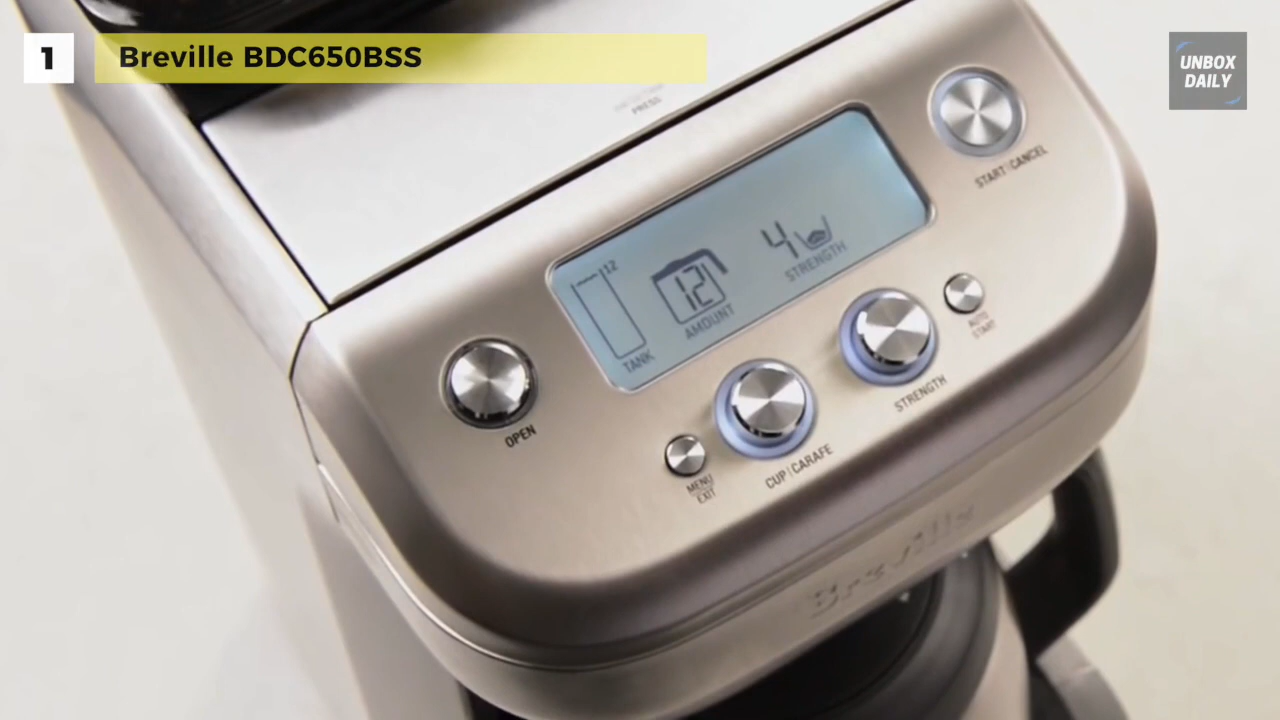 1
Breville BDC650BSS
UNBOX
DAILY
PRESS
START|CANCEL
12
12
4
STRENGTH
AMOUNT
TANK
AUTO
START
STRENGTH
OPEN
CUP|CARAFE
MENU
EXIT
Breville